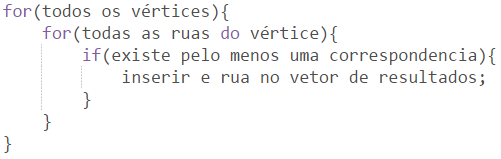 for(todos os vértices){
for(todas as ruas do vértice){
if(existe pelo menos uma correspondencia){
inserir e rua no vetor de resultados;
}
}
}